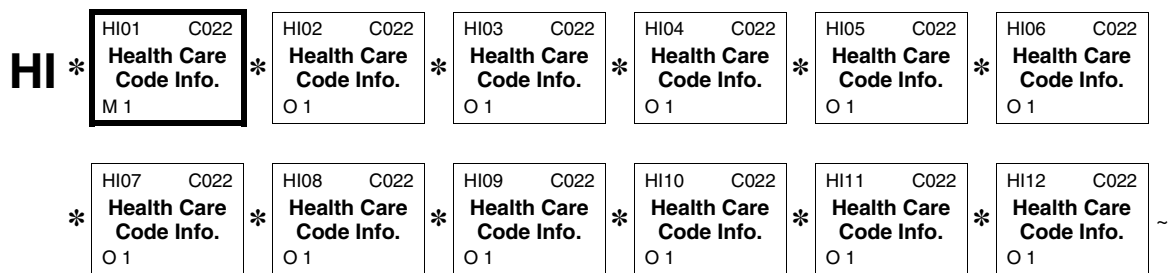 HI01 C022 HI02 C022 HI03 C022 HI04 C022 HI05 C022 HI06 C022
HI * Health Care * Health Care * Health Care * Health Care * Health Care * Health Care
Code Info. Code Info. Code Info. Code Info. Code Info. Code Info.
M 1 O 1 O 1 O 1 O 1 O 1
HI07 C022 HI08 C022 HI09 C022 HI10 C022 HI11 C022 HI12 C022
* Health Care * Health Care * Health Care * Health Care * Health Care * Health Care ~
Code Info. Code Info. Code Info. Code Info. Code Info. Code Info.
O 1 O 1 O 1 O 1 O 1 O 1